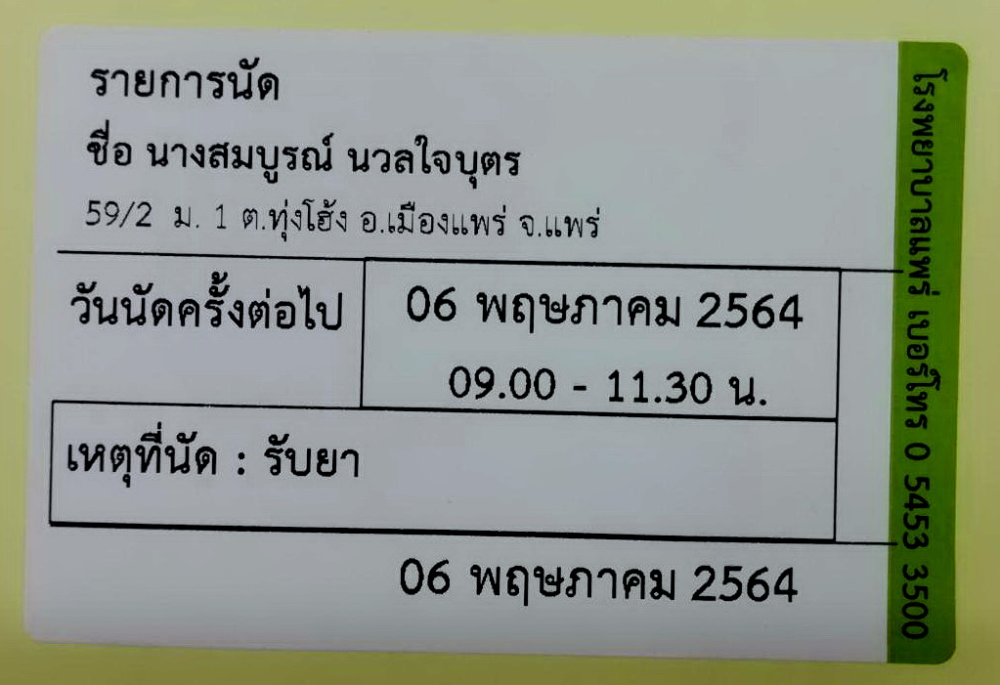 รายการนัด
ชื่อ นางสมบูรณ์ นวลใจบุตร
59/2 ม. 1 ต.ทุ่งโฮ้ง อ.เมืองแพร่ จ.แพร่
วันนัดครั้งต่อไป
06 พฤษภาคม 2564
09.00 - 11.30 น.
เหตุที่นัด : รับยา
06 พฤษภาคม 2564
โรงพยาบาลแพร่ เบอร์โทร 0 5453 3500